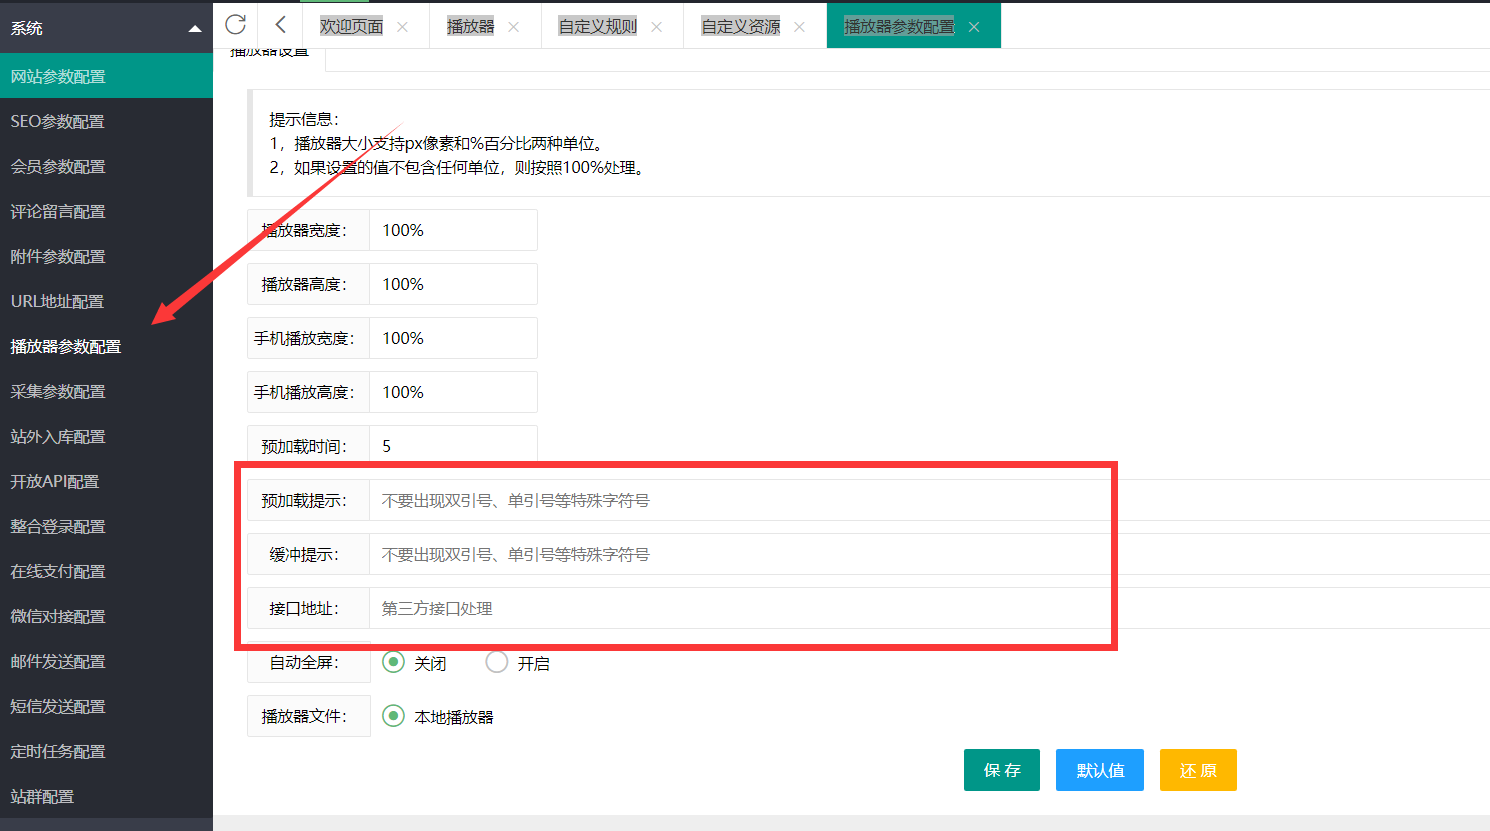 系统
网站参数配置
SEO参数配置
会员参数配置
评论留言配置
附件参数配置
URL地址配置
播放器参数配置
采集参数配置
站外入库配置
开放API配置
整合登录配置
在线支付配置
微信对接配置
邮件发送配置
短信发送配置
定时任务配置
站群配置
欢迎页面 播放器 自定义规则 自定义资源 播放器参数配置
播放器设置
提示信息：
1，播放器大小支持px像素和%百分比两种单位。
2，如果设置的值不包含任何单位，则按照100%处理。
播放器宽度： 100%
播放器高度： 100%
手机播放宽度： 100%
手机播放高度： 100%
预加载时间： 5
预加载提示： 不要出现双引号、单引号等特殊字符号
缓冲提示： 不要出现双引号、单引号等特殊字符号
接口地址： 第三方接口处理
自动全屏： 关闭 开启
播放器文件： 本地播放器
保 存 默认值 还 原